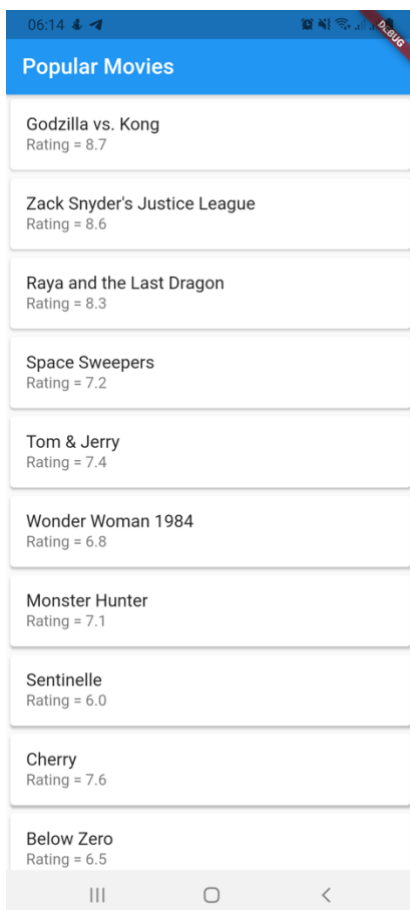 06:14
DEBUG
Popular Movies
Godzilla vs. Kong
Rating = 8.7
Zack Snyder's Justice League
Rating = 8.6
Raya and the Last Dragon
Rating = 8.3
Space Sweepers
Rating = 7.2
Tom & Jerry
Rating = 7.4
Wonder Woman 1984
Rating = 6.8
Monster Hunter
Rating = 7.1
Sentinelle
Rating = 6.0
Cherry
Rating = 7.6
Below Zero
Rating = 6.5